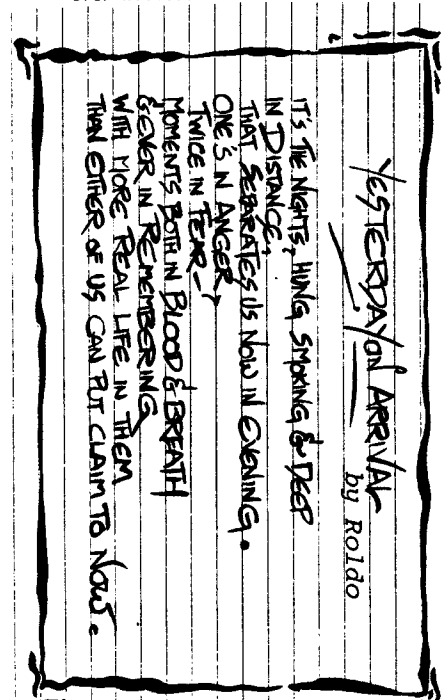 YESTERDAY ON ARRIVAL
by Roldo
IT'S THE NIGHTS, HUNG SMOKING & DEEP
IN DISTANCE,
THAT SEPARATES US NOW IN EVENING.
ONE'S IN ANGER,
TWICE IN FEAR—
MOMENTS BOTH IN BLOOD & BREATH
& EVER IN REMEMBERING
WITH MORE REAL LIFE IN THEM
THAN EITHER OF US CAN PUT CLAIM TO NOW.